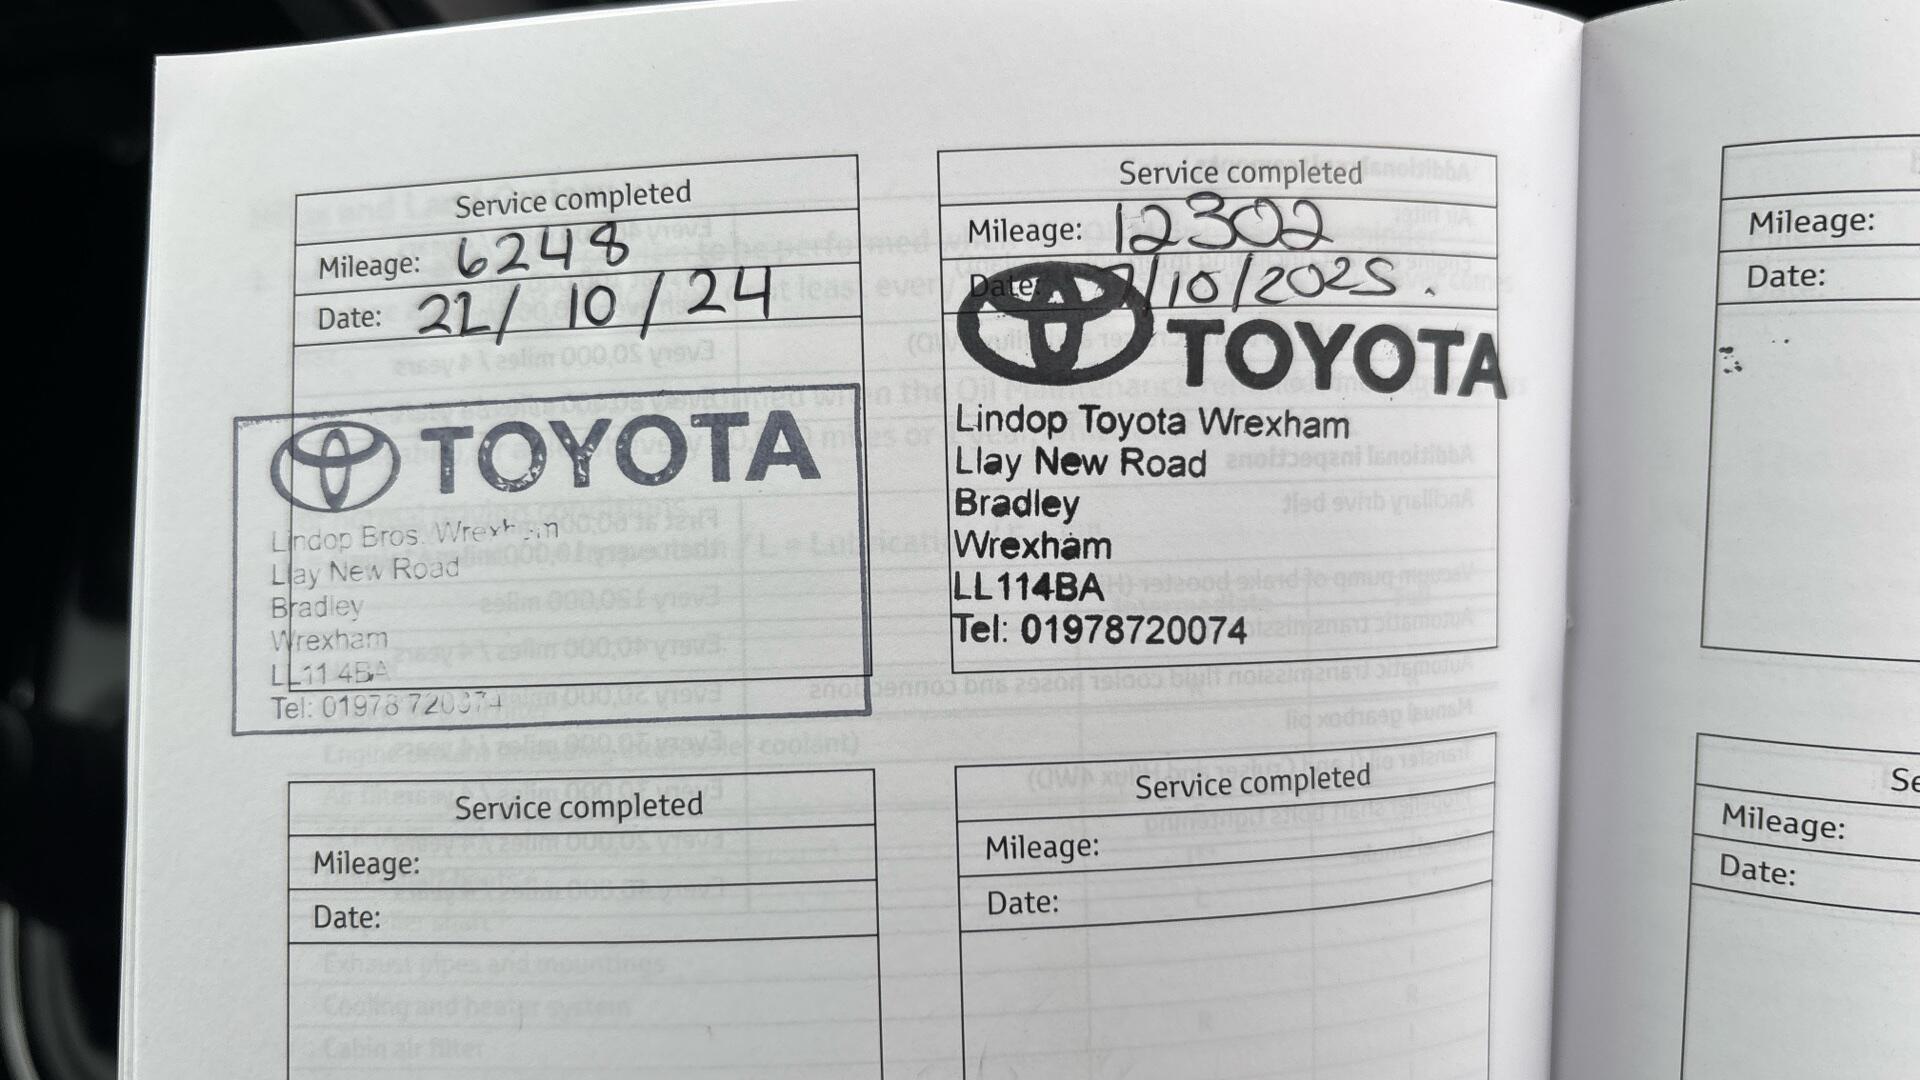 Service completed
Mileage: 6248
Date: 21/10/24
TOYOTA
Lindop Bros. Wrexham
Llay New Road
Bradley
Wrexham
LL11 4BA
Tel: 01978 720074
Service completed
Mileage: 12302
Date: /10/2025.
TOYOTA
Lindop Toyota Wrexham
Llay New Road
Bradley
Wrexham
LL114BA
Tel: 01978720074
Service completed
Mileage:
Date:
Service completed
Mileage:
Date:
Mileage:
Date:
Se
Mileage:
Date: